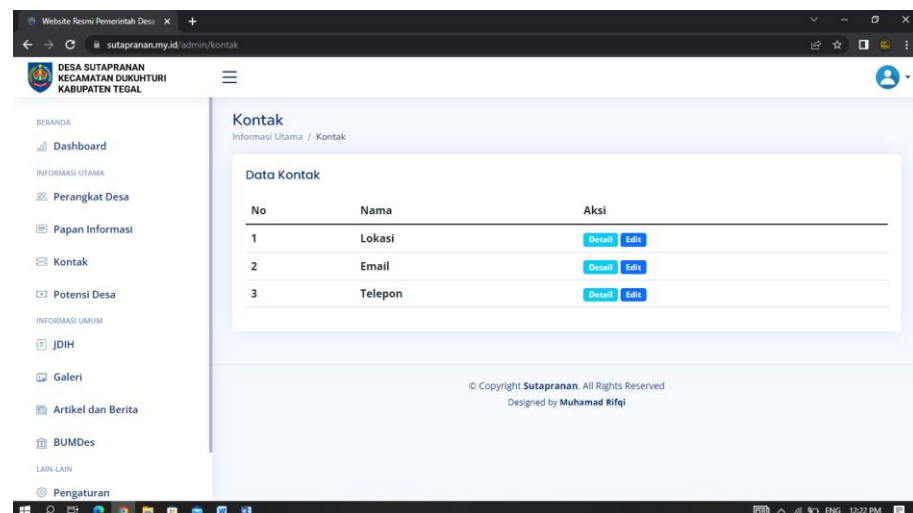 Website Resmi Pemerintah Desa
sutapranan.my.id/admin/kontak
DESA SUTAPRANAN
KECAMATAN DUKUHTURI
KABUPATEN TEGAL
BERANDA
Dashboard
INFORMASI UTAMA
Perangkat Desa
Papan Informasi
Kontak
Potensi Desa
INFORMASI UMUM
JDIH
Galeri
Artikel dan Berita
BUMDes
LAIN-LAIN
Pengaturan
Kontak
Informasi Utama / Kontak
Data Kontak
No Nama Aksi
1 Lokasi Detail Edit
2 Email Detail Edit
3 Telepon Detail Edit
© Copyright Sutapranan. All Rights Reserved
Designed by Muhamad Rifqi
ENG 12:22 PM